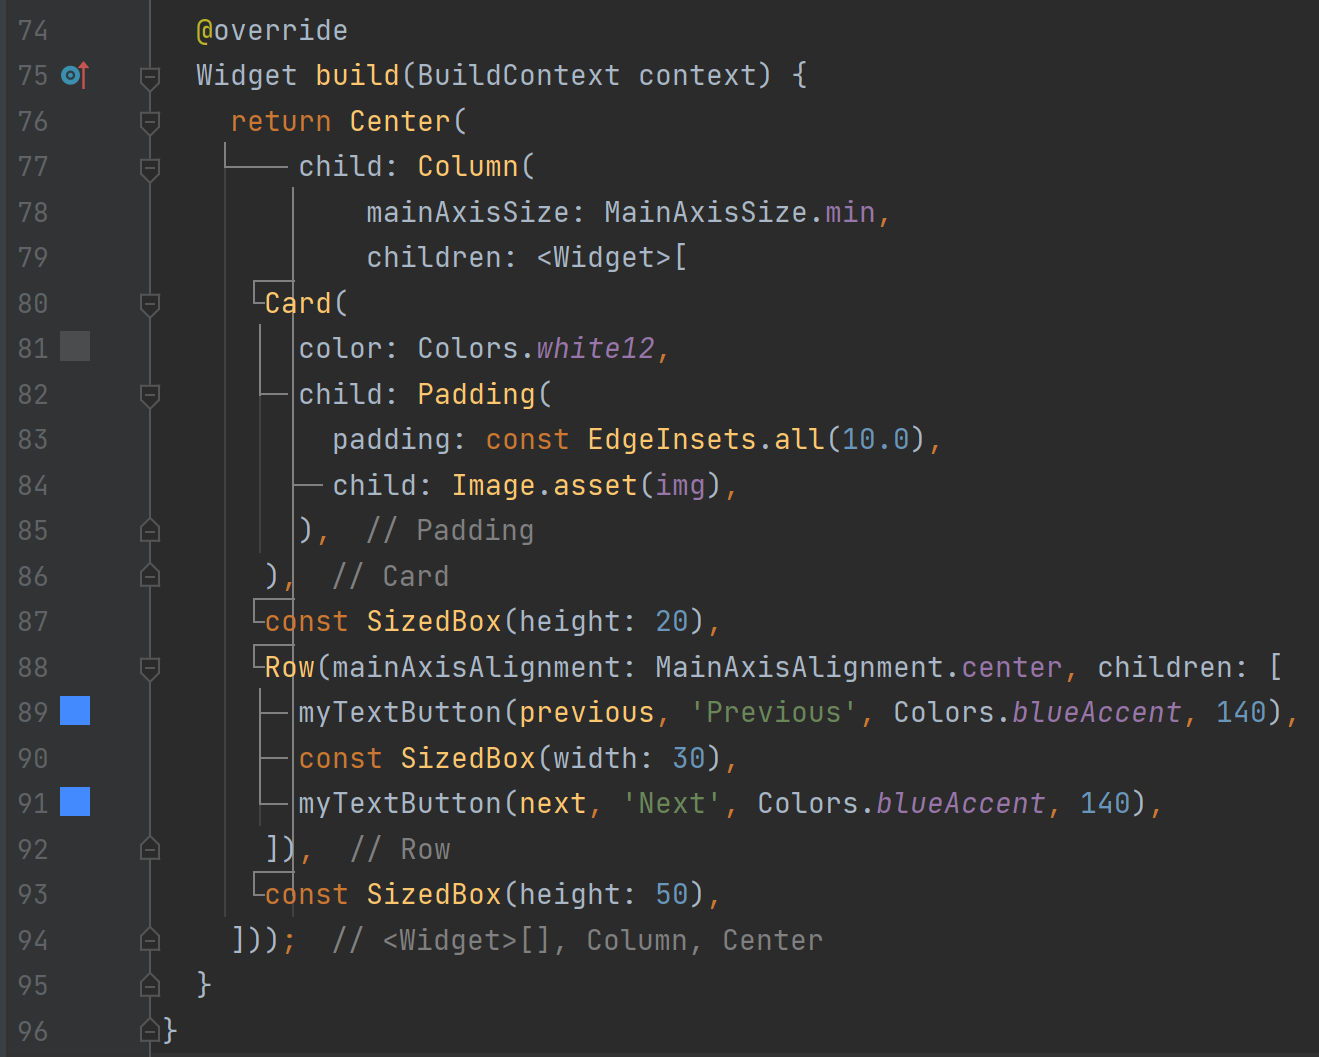 74 @override
75 Widget build(BuildContext context) {
76 return Center(
77 child: Column(
78 mainAxisSize: MainAxisSize.min,
79 children: <Widget>[
80 Card(
81 color: Colors.white12,
82 child: Padding(
83 padding: const EdgeInsets.all(10.0),
84 child: Image.asset(img),
85 ), // Padding
86 ), // Card
87 const SizedBox(height: 20),
88 Row(mainAxisAlignment: MainAxisAlignment.center, children: [
89 myTextButton(previous, 'Previous', Colors.blueAccent, 140),
90 const SizedBox(width: 30),
91 myTextButton(next, 'Next', Colors.blueAccent, 140),
92 ]), // Row
93 const SizedBox(height: 50),
94 ])); // <Widget>[], Column, Center
95 }
96 }